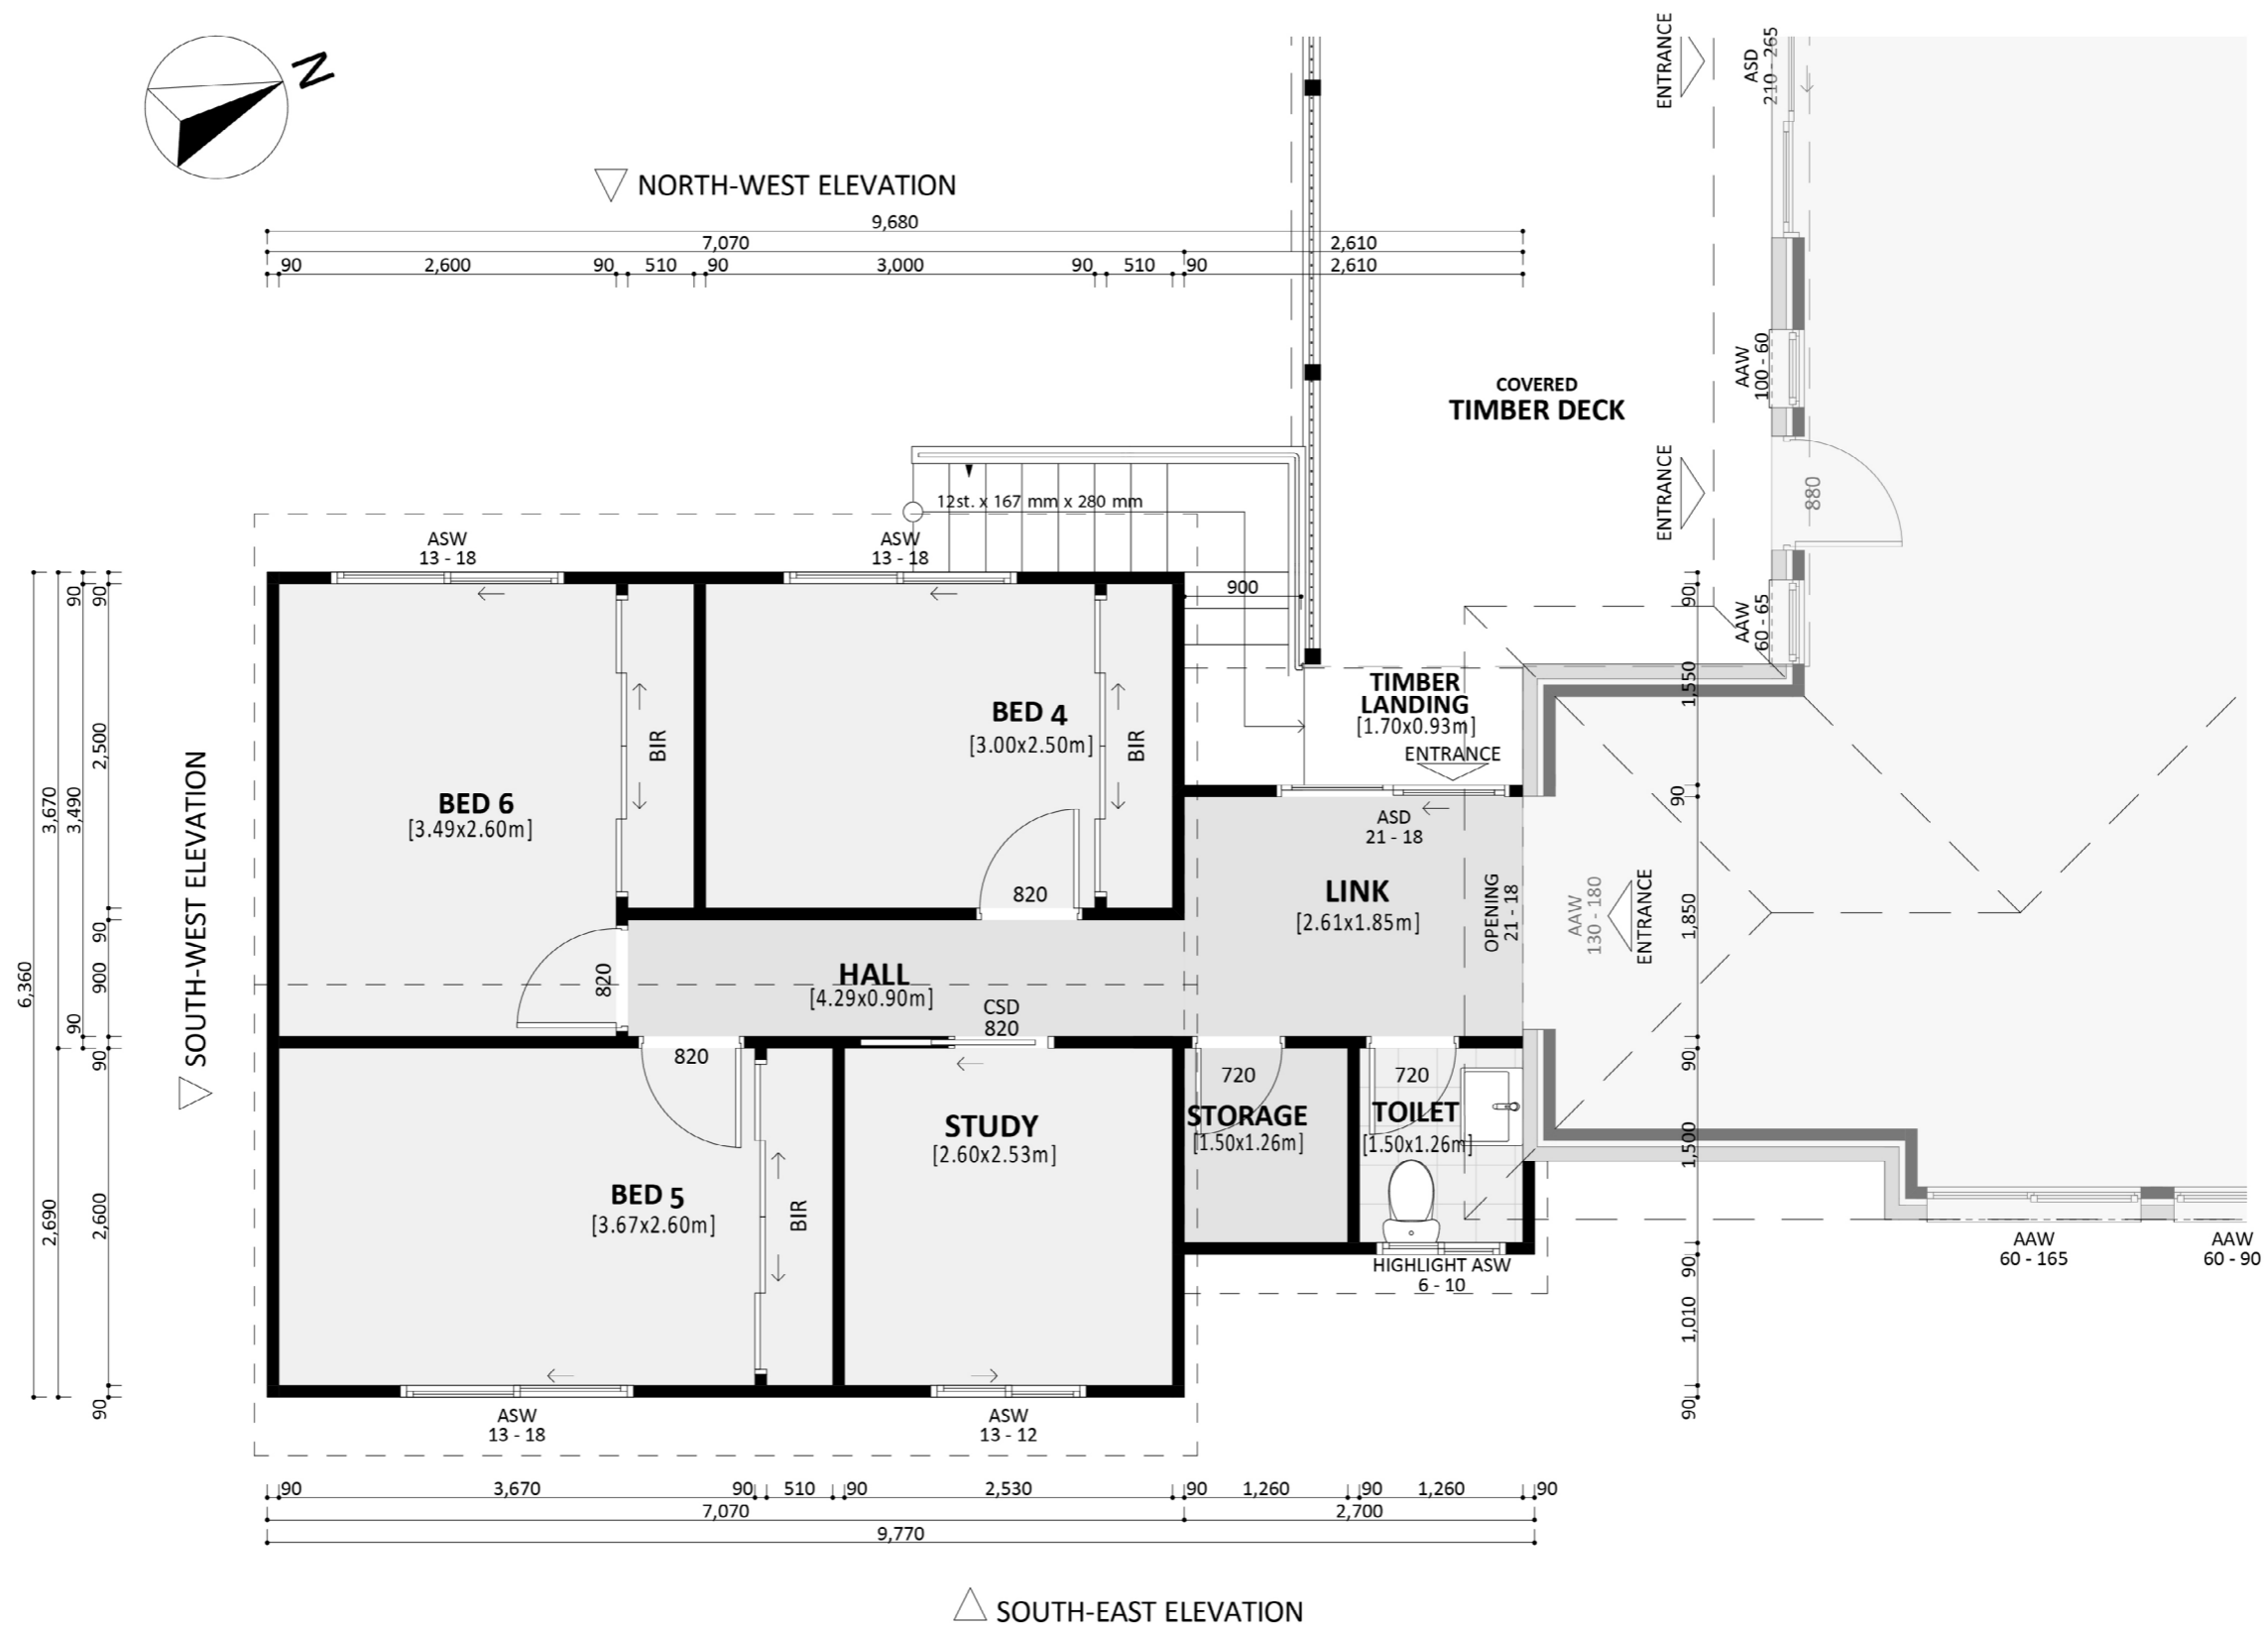 N
NORTH-WEST ELEVATION
9,680
7,070
2,610
90
2,600
90
510
90
3,000
90
510
90
2,610
ENTRANCE
ASD
210 - 265
AAW
100 - 60
COVERED
TIMBER DECK
ENTRANCE
880
AAW
60 - 65
12st. x 167 mm x 280 mm
ASW
13 - 18
ASW
13 - 18
900
TIMBER
LANDING
[1.70x0.93m]
ENTRANCE
BED 4
[3.00x2.50m]
BIR
BIR
BED 6
[3.49x2.60m]
820
820
ASD
21 - 18
LINK
[2.61x1.85m]
OPENING
21 - 18
AAW
130 - 180
ENTRANCE
HALL
[4.29x0.90m]
CSD
820
820
720
720
STORAGE
[1.50x1.26m]
TOILET
[1.50x1.26m]
STUDY
[2.60x2.53m]
BED 5
[3.67x2.60m]
BIR
HIGHLIGHT ASW
6 - 10
AAW
60 - 165
AAW
60 - 90
ASW
13 - 18
ASW
13 - 12
SOUTH-WEST ELEVATION
6,360
3,670
2,690
90
3,490
90
90
2,500
90
900
90
2,600
90
90
1,550
90
1,850
90
1,500
90
1,010
90
90
3,670
90
510
90
2,530
90
1,260
90
1,260
90
7,070
2,700
9,770
SOUTH-EAST ELEVATION